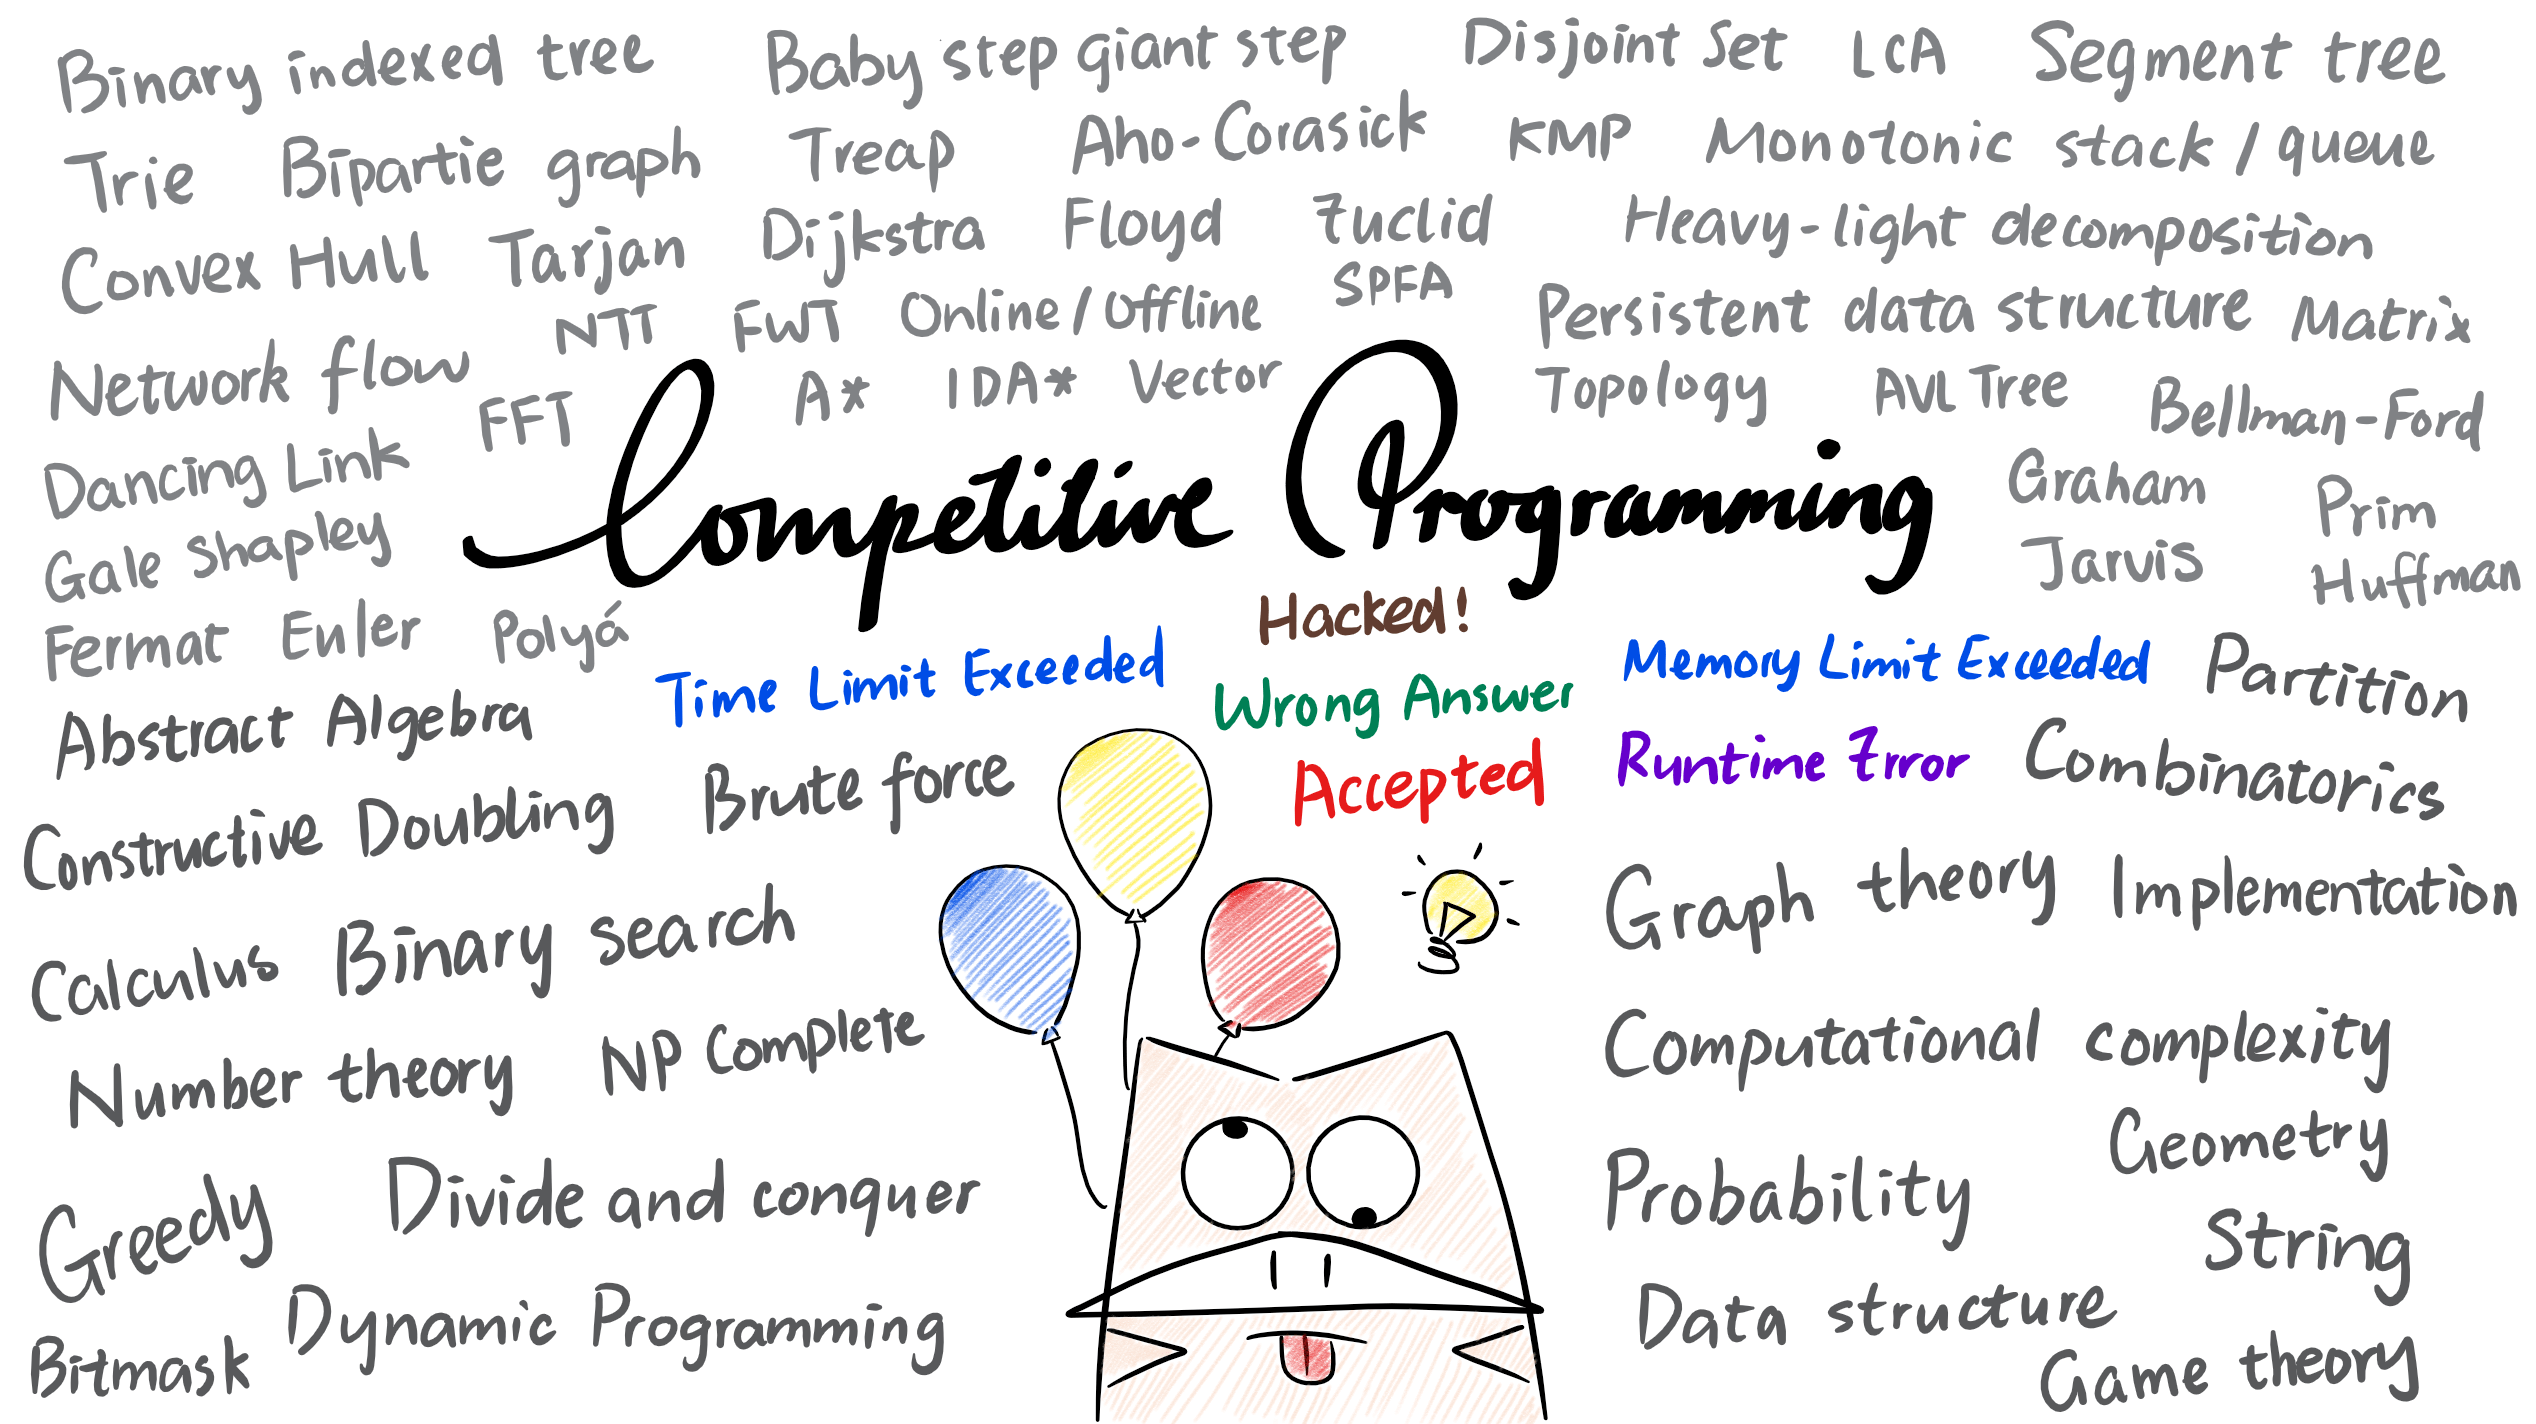 Binary indexed tree Baby step giant step Disjoint Set LCA Segment tree
Trie Bipartie graph Treap Aho-Corasick KMP Monotonic stack / queue
Convex Hull Tarjan Dijkstra Floyd Euclid Heavy-light decomposition
NTT FWT Online / Offline SPFA Persistent data structure Matrix
Network flow FFT A* IDA* Vector Topology AVL Tree Bellman-Ford
Competitive Programming
Dancing Link Graham Prim
Gale Shapley Jarvis Huffman
Fermat Euler Polyá Hacked!
Time Limit Exceeded Wrong Answer Memory Limit Exceeded Partition
Abstract Algebra Accepted Runtime Error Combinatorics
Constructive Doubling Brute force
Graph theory Implementation
Calculus Binary search
Number theory NP Complete Computational complexity
Geometry
Greedy Divide and conquer Probability
String
Bitmask Dynamic Programming Data structure
Game theory